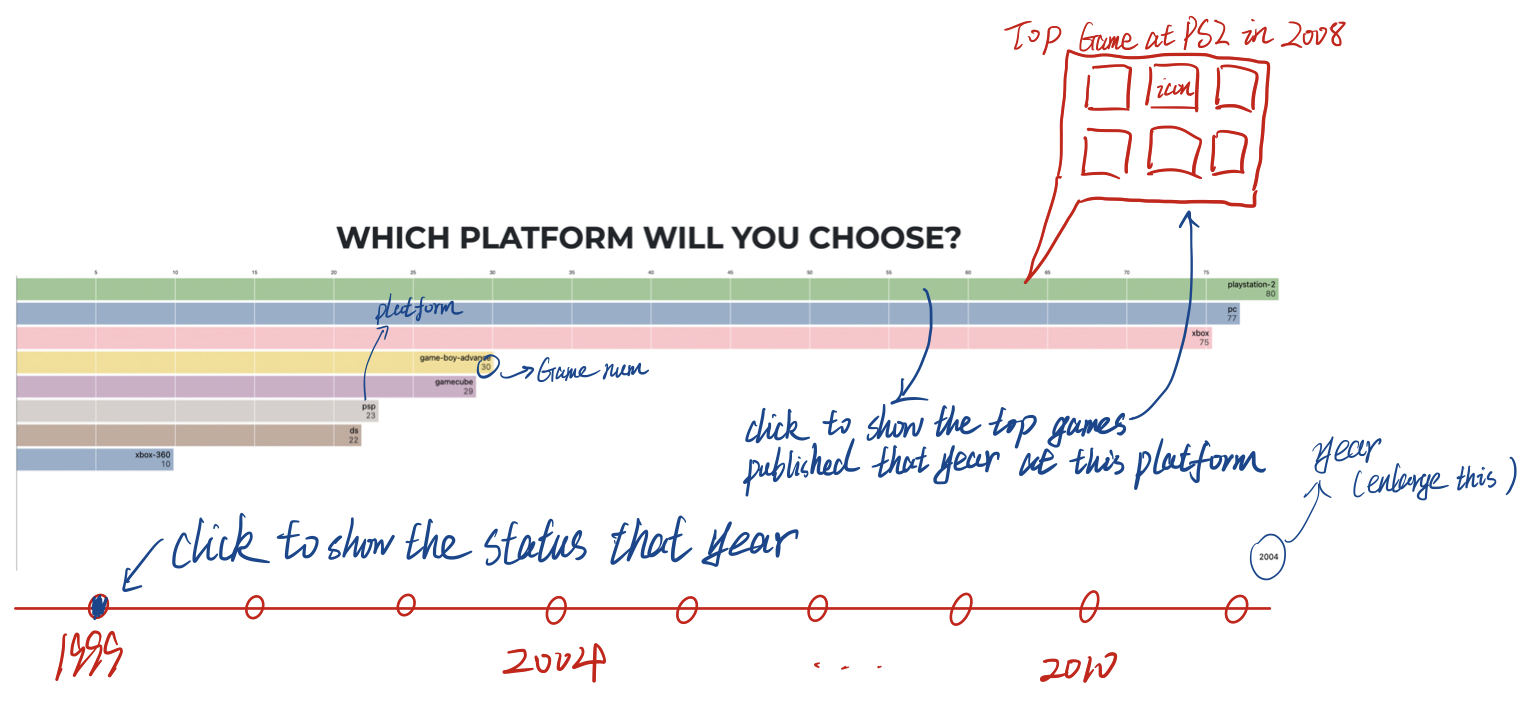 Top Game at PS2 in 2008
icon
WHICH PLATFORM WILL YOU CHOOSE?
5 10 15 20 25 30 35 40 45 50 55 60 65 70 75
playstation-2
80
platform
pc
77
xbox
75
game-boy-advance
30
Game num
gamecube
29
psp
23
ds
22
xbox-360
10
click to show the top games
published that year at this platform
year
(enlarge this)
click to show the status that year
2004
1999
2004
....
2010